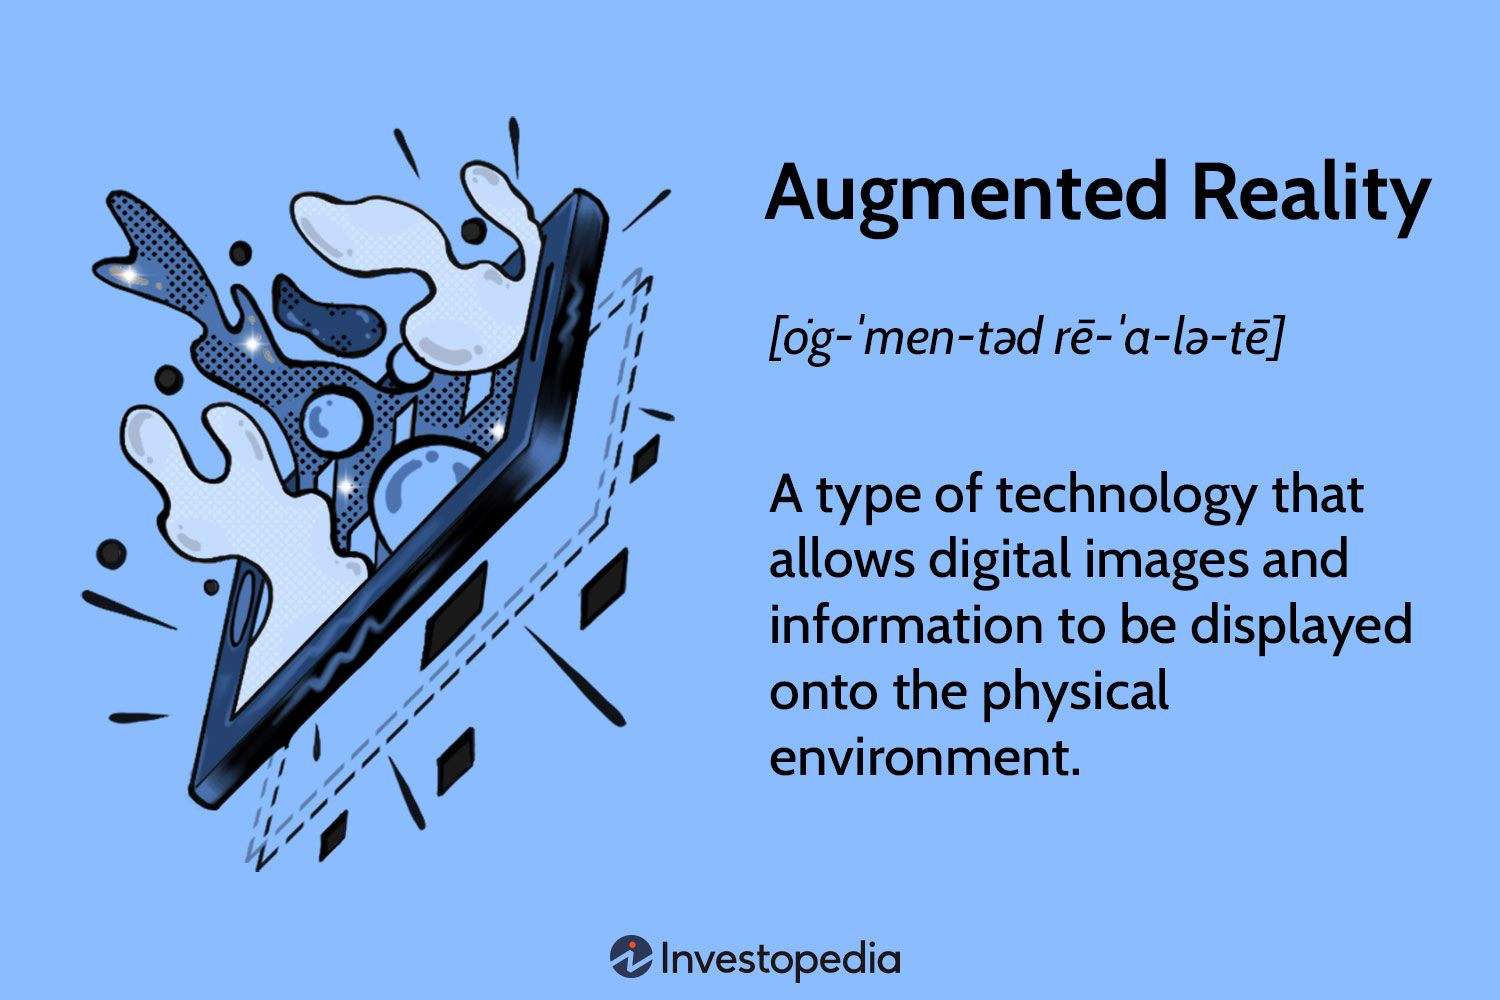 Augmented Reality
[ȯg-ˈmen-təd rē-ˈa-lə-tē]
A type of technology that
allows digital images and
information to be displayed
onto the physical
environment.
Investopedia